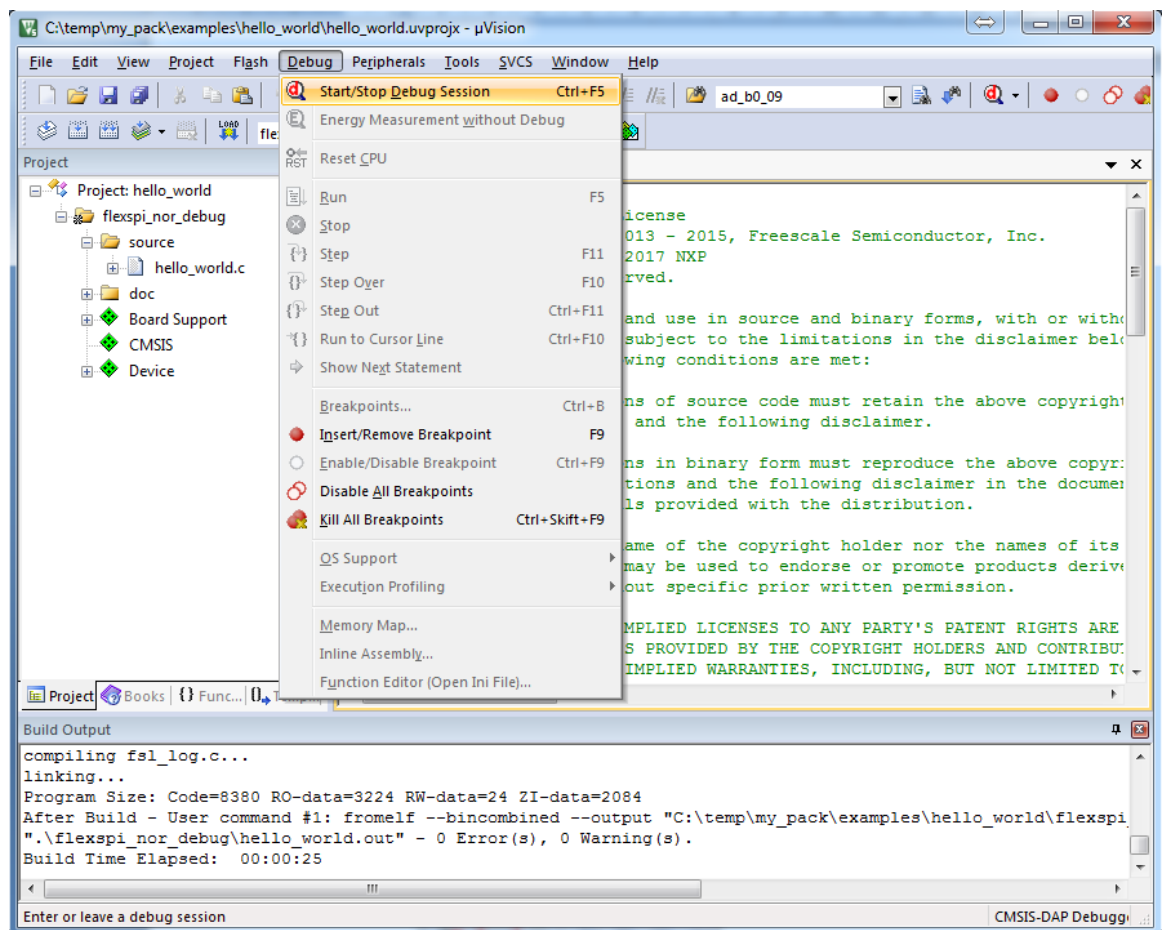 C:\temp\my_pack\examples\hello_world\hello_world.uvprojx - µVision
File Edit View Project Flash Debug Peripherals Tools SVCS Window Help
ad_b0_09
LOAD
Project
Project: hello_world
flexspi_nor_debug
source
hello_world.c
doc
Board Support
CMSIS
Device
Start/Stop Debug Session Ctrl+F5
Energy Measurement without Debug
RST Reset CPU
Run F5
Stop
Step F11
Step Over F10
Step Out Ctrl+F11
Run to Cursor Line Ctrl+F10
Show Next Statement
Breakpoints... Ctrl+B
Insert/Remove Breakpoint F9
Enable/Disable Breakpoint Ctrl+F9
Disable All Breakpoints
Kill All Breakpoints Ctrl+Skift+F9
OS Support
Execution Profiling
Memory Map...
Inline Assembly...
Function Editor (Open Ini File)...
icense
013 - 2015, Freescale Semiconductor, Inc.
2017 NXP
rved.
and use in source and binary forms, with or with
subject to the limitations in the disclaimer bel
wing conditions are met:
ns of source code must retain the above copyright
and the following disclaimer.
ns in binary form must reproduce the above copyr
tions and the following disclaimer in the documen
ls provided with the distribution.
ame of the copyright holder nor the names of its
may be used to endorse or promote products deriv
out specific prior written permission.
MPLIED LICENSES TO ANY PARTY'S PATENT RIGHTS ARE
S PROVIDED BY THE COPYRIGHT HOLDERS AND CONTRIBU
IMPLIED WARRANTIES, INCLUDING, BUT NOT LIMITED TO
Project Books {} Func...
Build Output
compiling fsl_log.c...
linking...
Program Size: Code=8380 RO-data=3224 RW-data=24 ZI-data=2084
After Build - User command #1: fromelf --bincombined --output "C:\temp\my_pack\examples\hello_world\flexspi_
".\flexspi_nor_debug\hello_world.out" - 0 Error(s), 0 Warning(s).
Build Time Elapsed: 00:00:25
Enter or leave a debug session
CMSIS-DAP Debugg